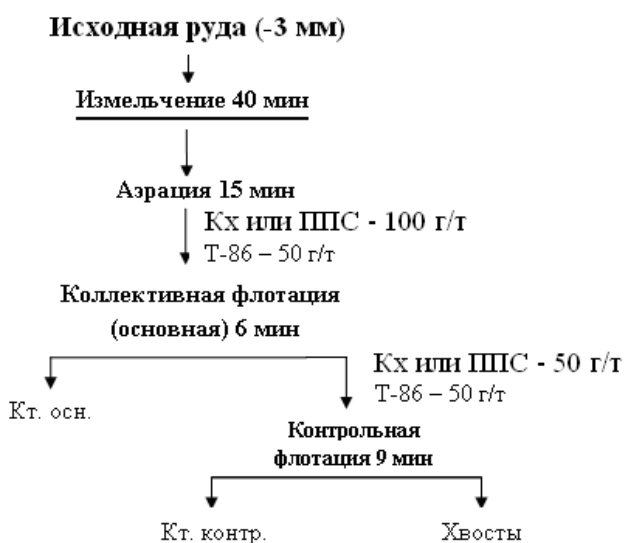 Исходная руда (-3 мм)
Измельчение 40 мин
Аэрация 15 мин
Кх или ППС - 100 г/т
Т-86 – 50 г/т
Коллективная флотация
(основная) 6 мин
Кх или ППС - 50 г/т
Т-86 – 50 г/т
Кт. осн.
Контрольная
флотация 9 мин
Кт. контр.
Хвосты